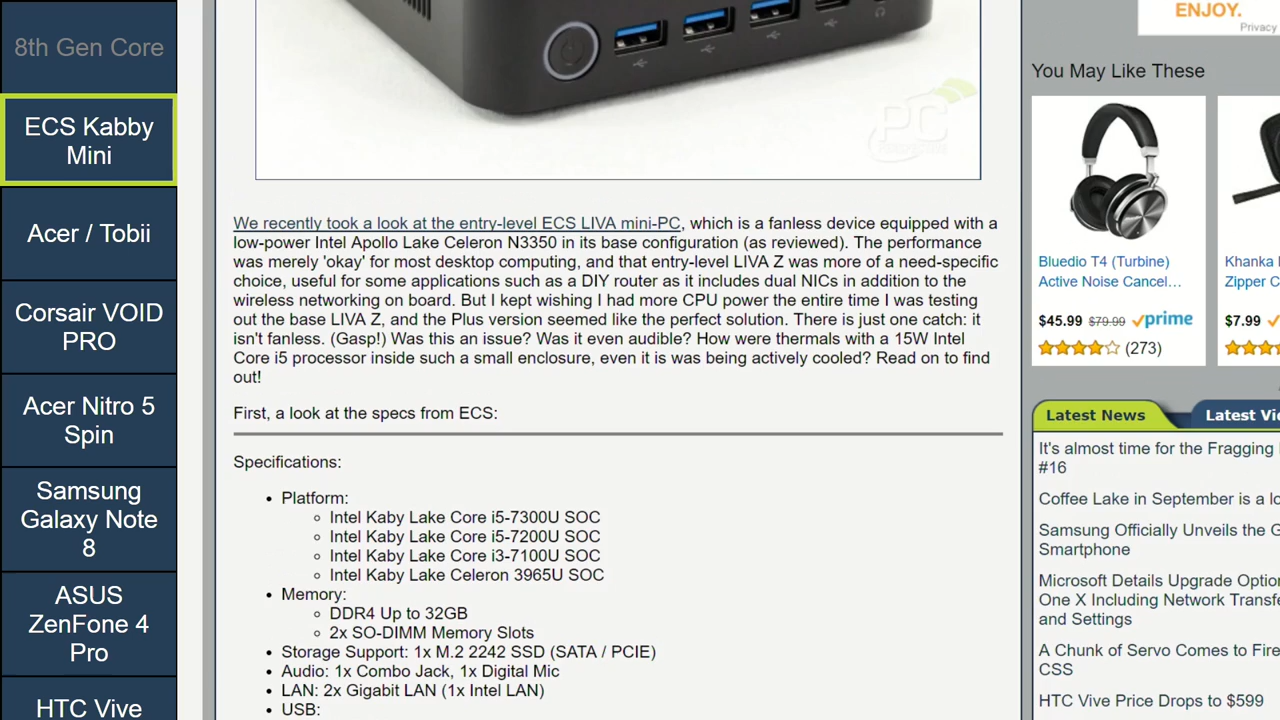 8th Gen Core
ECS Kabby
Mini
Acer / Tobii
Corsair VOID
PRO
Acer Nitro 5
Spin
Samsung
Galaxy Note
8
ASUS
ZenFone 4
Pro
HTC Vive
PC
We recently took a look at the entry-level ECS LIVA mini-PC, which is a fanless device equipped with a
low-power Intel Apollo Lake Celeron N3350 in its base configuration (as reviewed). The performance
was merely 'okay' for most desktop computing, and that entry-level LIVA Z was more of a need-specific
choice, useful for some applications such as a DIY router as it includes dual NICs in addition to the
wireless networking on board. But I kept wishing I had more CPU power the entire time I was testing
out the base LIVA Z, and the Plus version seemed like the perfect solution. There is just one catch: it
isn't fanless. (Gasp!) Was this an issue? Was it even audible? How were thermals with a 15W Intel
Core i5 processor inside such a small enclosure, even it is was being actively cooled? Read on to find
out!
First, a look at the specs from ECS:
Specifications:
Platform:
Intel Kaby Lake Core i5-7300U SOC
Intel Kaby Lake Core i5-7200U SOC
Intel Kaby Lake Core i3-7100U SOC
Intel Kaby Lake Celeron 3965U SOC
Memory:
DDR4 Up to 32GB
2x SO-DIMM Memory Slots
Storage Support: 1x M.2 2242 SSD (SATA / PCIE)
Audio: 1x Combo Jack, 1x Digital Mic
LAN: 2x Gigabit LAN (1x Intel LAN)
USB:
ENJOY.
Privacy
You May Like These
Bluedio T4 (Turbine)
Active Noise Cancel…
$45.99 $79.99 prime
(273)
Khanka
Zipper C
$7.99
Latest News
Latest Vi
It's almost time for the Fragging
#16
Coffee Lake in September is a lo
Samsung Officially Unveils the G
Smartphone
Microsoft Details Upgrade Option
One X Including Network Transfe
and Settings
A Chunk of Servo Comes to Fire
CSS
HTC Vive Price Drops to $599